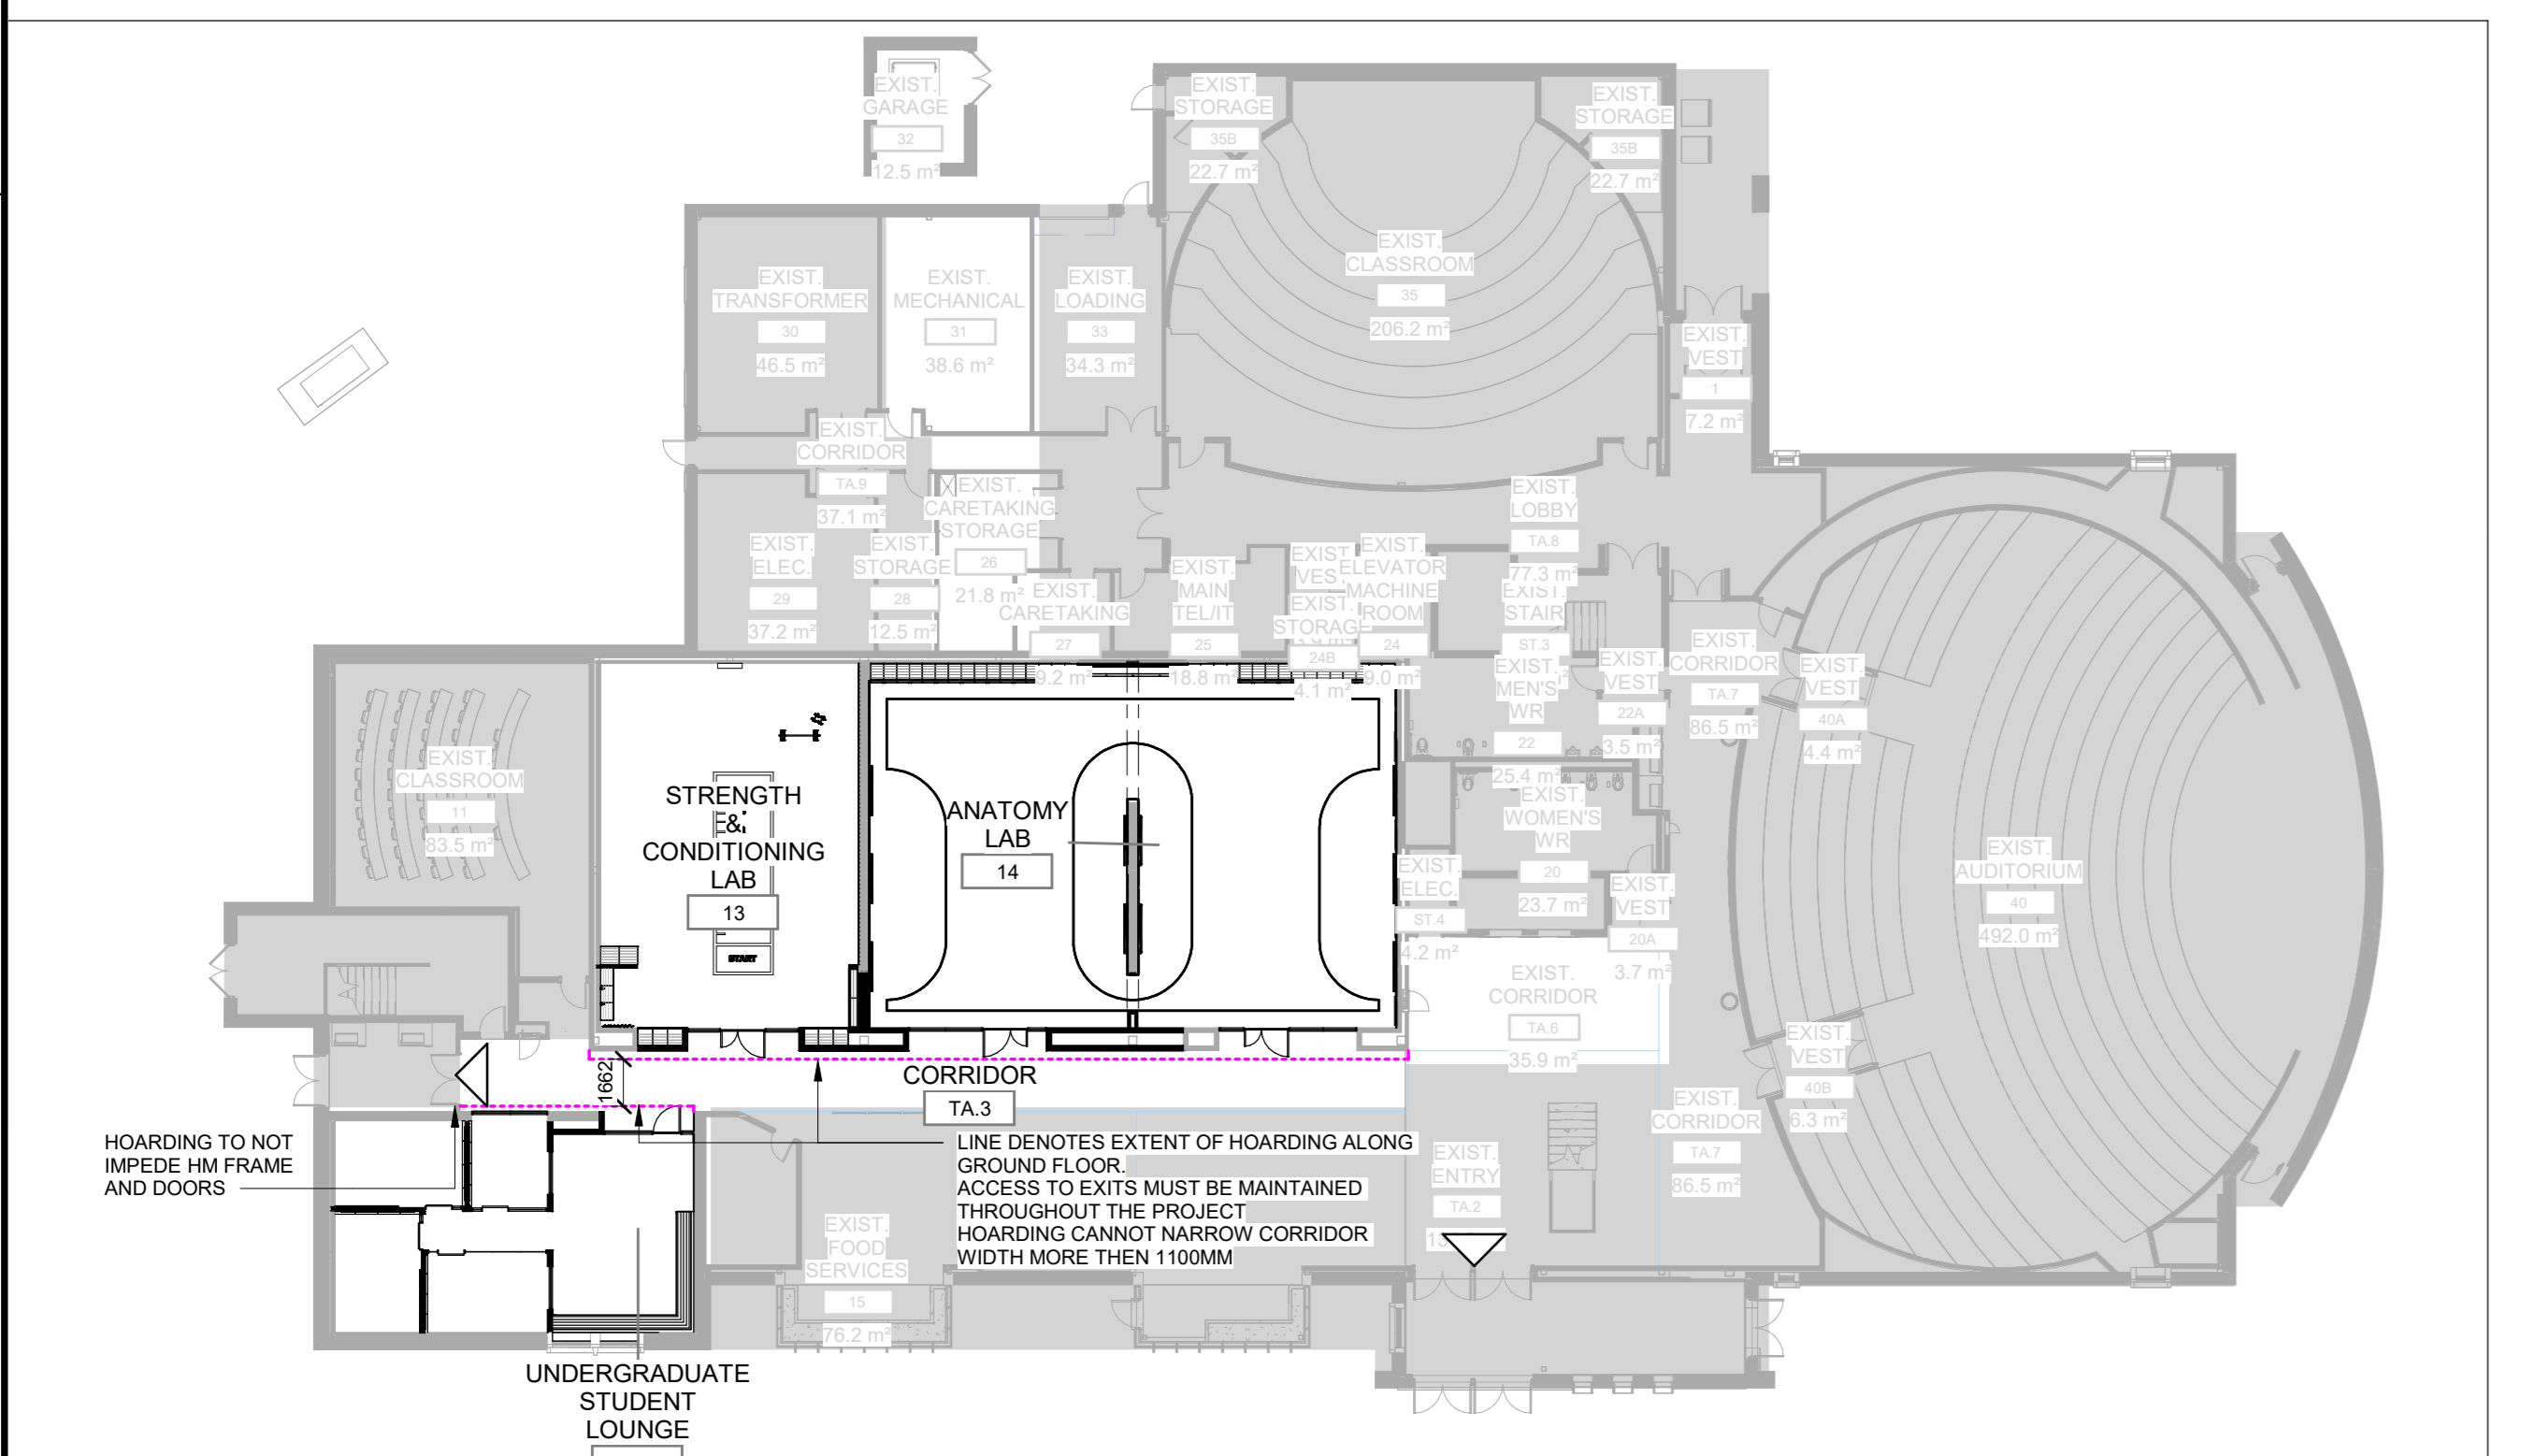 EXIST.
GARAGE
32
12.5 m²
EXIST.
STORAGE
35B
22.7 m²
EXIST.
STORAGE
35B
22.7 m²
EXIST.
TRANSFORMER
30
46.5 m²
EXIST.
MECHANICAL
31
38.6 m²
EXIST.
LOADING
33
34.3 m²
EXIST.
CLASSROOM
35
206.2 m²
EXIST.
VEST
1
7.2 m²
EXIST.
CORRIDOR
TA.9
37.1 m²
EXIST.
ELEC.
29
37.2 m²
EXIST.
STORAGE
28
12.5 m²
EXIST.
CARETAKING
STORAGE
26
21.8 m²
EXIST.
CARETAKING
27
9.2 m²
EXIST.
MAIN
TEL/IT
25
18.8 m²
EXIST.
VEST
EXIST.
STORAGE
24B
4.1 m²
EXIST.
ELEVATOR
MACHINE
ROOM
24
9.0 m²
EXIST.
LOBBY
TA.8
77.3 m²
EXIST.
STAIR
ST.3
EXIST.
MEN'S
WR
22
25.4 m²
EXIST.
VEST
22A
3.5 m²
EXIST.
CORRIDOR
TA.7
86.5 m²
EXIST.
VEST
40A
4.4 m²
EXIST.
CLASSROOM
11
83.5 m²
STRENGTH
&
CONDITIONING
LAB
13
START
ANATOMY
LAB
14
EXIST.
WOMEN'S
WR
20
23.7 m²
EXIST.
ELEC.
ST.4
4.2 m²
EXIST.
VEST
20A
3.7 m²
EXIST.
AUDITORIUM
40
492.0 m²
EXIST.
CORRIDOR
TA.6
35.9 m²
EXIST.
VEST
40B
6.3 m²
1662
CORRIDOR
TA.3
EXIST.
CORRIDOR
TA.7
86.5 m²
HOARDING TO NOT
IMPEDE HM FRAME
AND DOORS
LINE DENOTES EXTENT OF HOARDING ALONG
GROUND FLOOR.
ACCESS TO EXITS MUST BE MAINTAINED
THROUGHOUT THE PROJECT
HOARDING CANNOT NARROW CORRIDOR
WIDTH MORE THEN 1100MM
EXIST.
ENTRY
TA.2
EXIST.
FOOD
SERVICES
15
76.2 m²
UNDERGRADUATE
STUDENT
LOUNGE